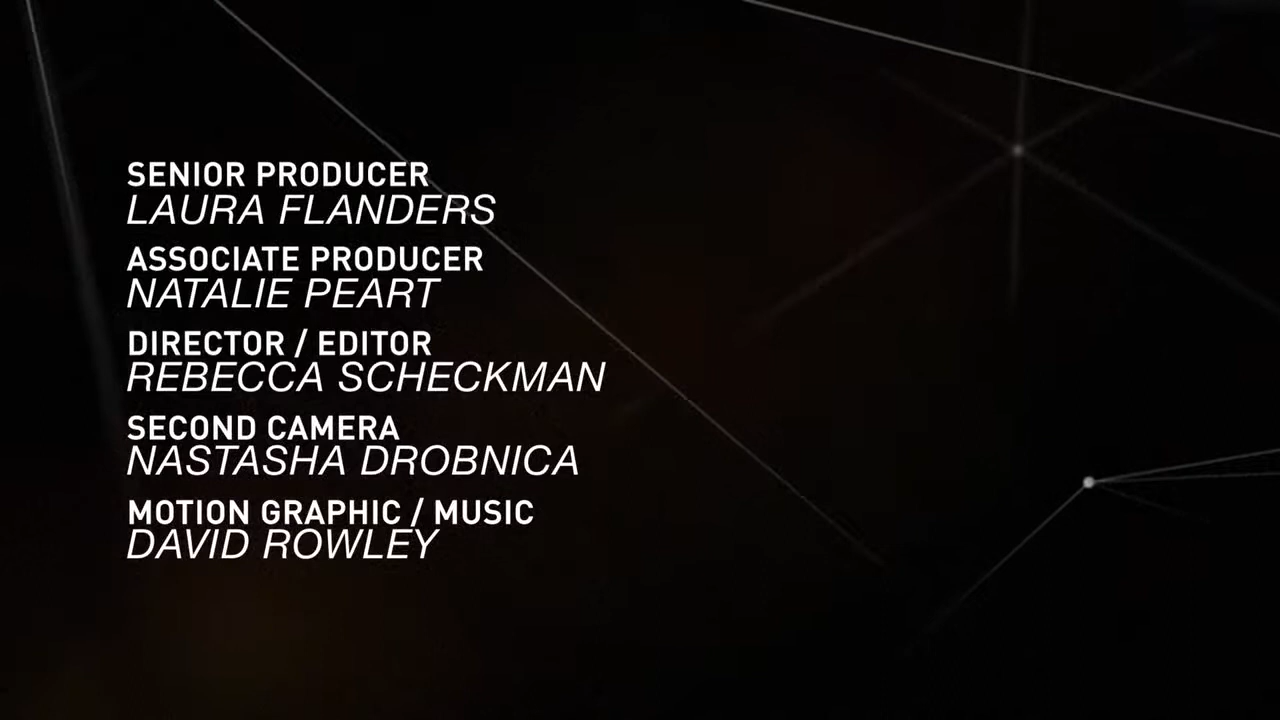 SENIOR PRODUCER
LAURA FLANDERS
ASSOCIATE PRODUCER
NATALIE PEART
DIRECTOR / EDITOR
REBECCA SCHECKMAN
SECOND CAMERA
NASTASHA DROBNICA
MOTION GRAPHIC / MUSIC
DAVID ROWLEY